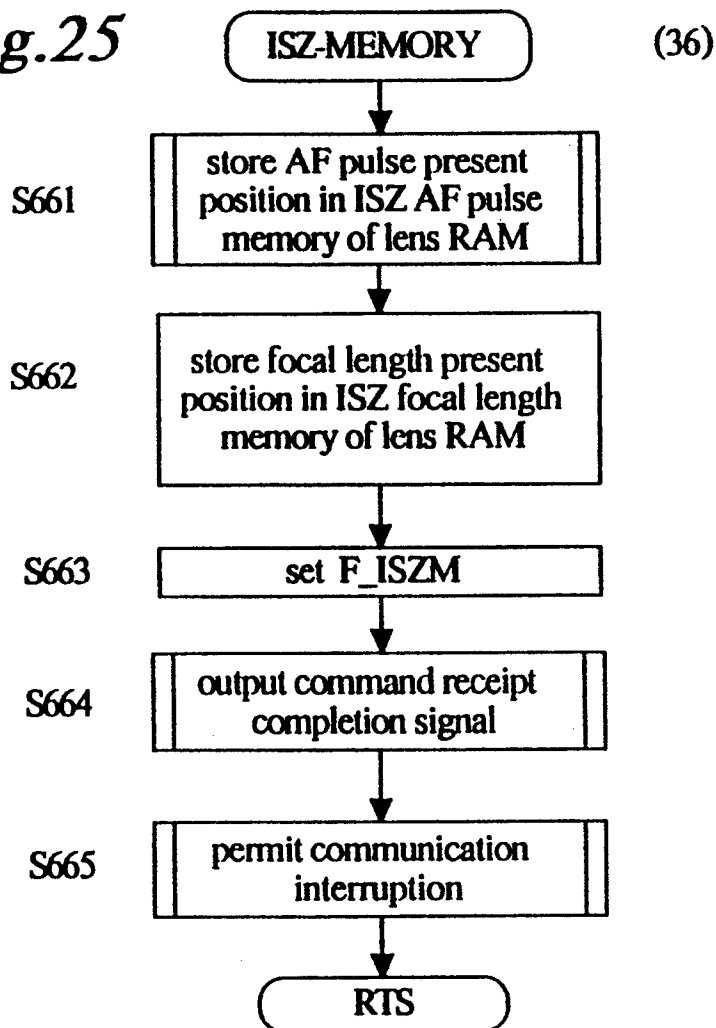 g.25
ISZ-MEMORY
(36)
S661
store AF pulse present
position in ISZ AF pulse
memory of lens RAM
S662
store focal length present
position in ISZ focal length
memory of lens RAM
S663
set F_ISZM
S664
output command receipt
completion signal
S665
permit communication
interruption
RTS